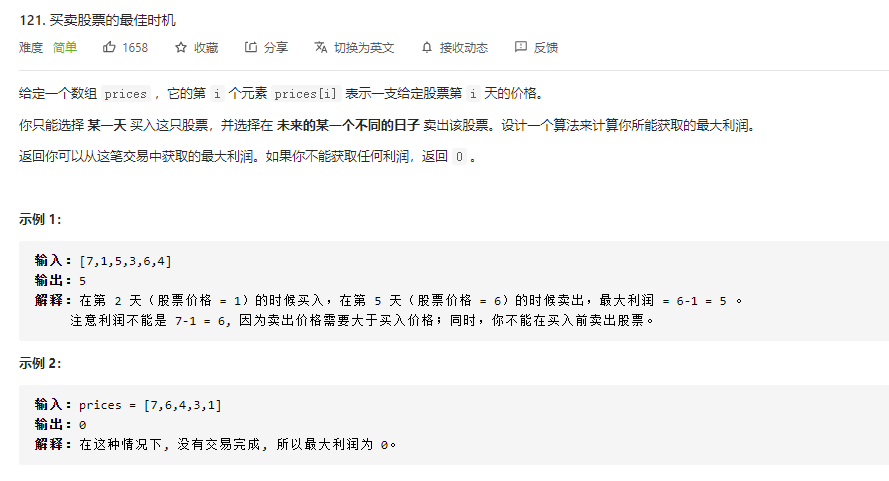 121. 买卖股票的最佳时机
难度 简单 1658 收藏 分享 切换为英文 接收动态 反馈
给定一个数组 prices ，它的第 i 个元素 prices[i] 表示一支给定股票第 i 天的价格。
你只能选择 某一天 买入这只股票，并选择在 未来的某一个不同的日子 卖出该股票。设计一个算法来计算你所能获取的最大利润。
返回你可以从这笔交易中获取的最大利润。如果你不能获取任何利润，返回 0 。
示例 1：
输入：[7,1,5,3,6,4]
输出：5
解释：在第 2 天（股票价格 = 1）的时候买入，在第 5 天（股票价格 = 6）的时候卖出，最大利润 = 6-1 = 5 。
注意利润不能是 7-1 = 6, 因为卖出价格需要大于买入价格；同时，你不能在买入前卖出股票。
示例 2：
输入：prices = [7,6,4,3,1]
输出：0
解释：在这种情况下, 没有交易完成, 所以最大利润为 0。